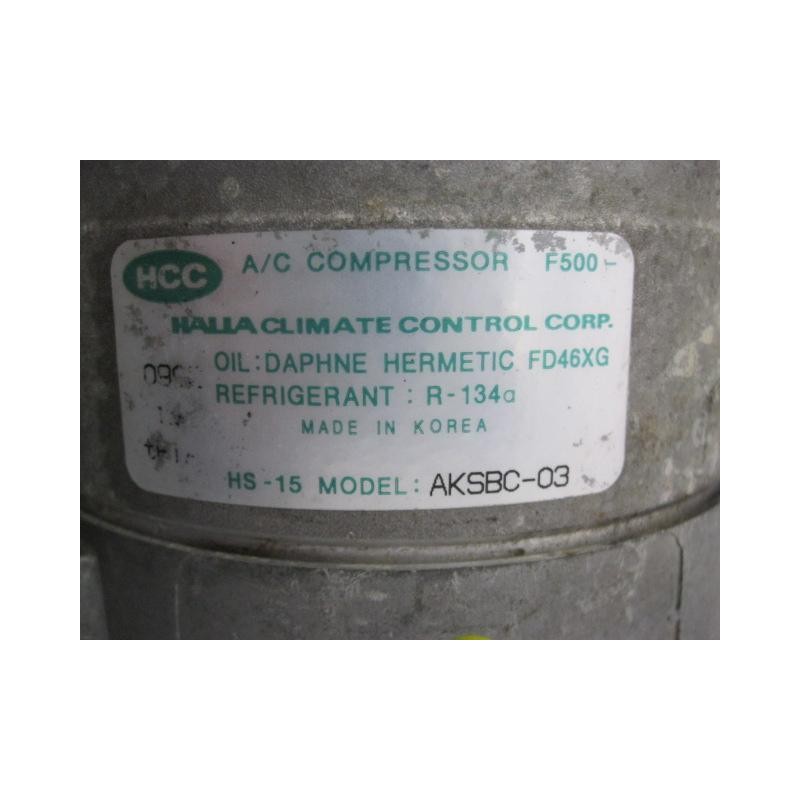 HCC A/C COMPRESSOR F500-
HALLA CLIMATE CONTROL CORP.
OIL:DAPHNE HERMETIC FD46XG
REFRIGERANT : R-134a
MADE IN KOREA
HS-15 MODEL: AKSBC-03